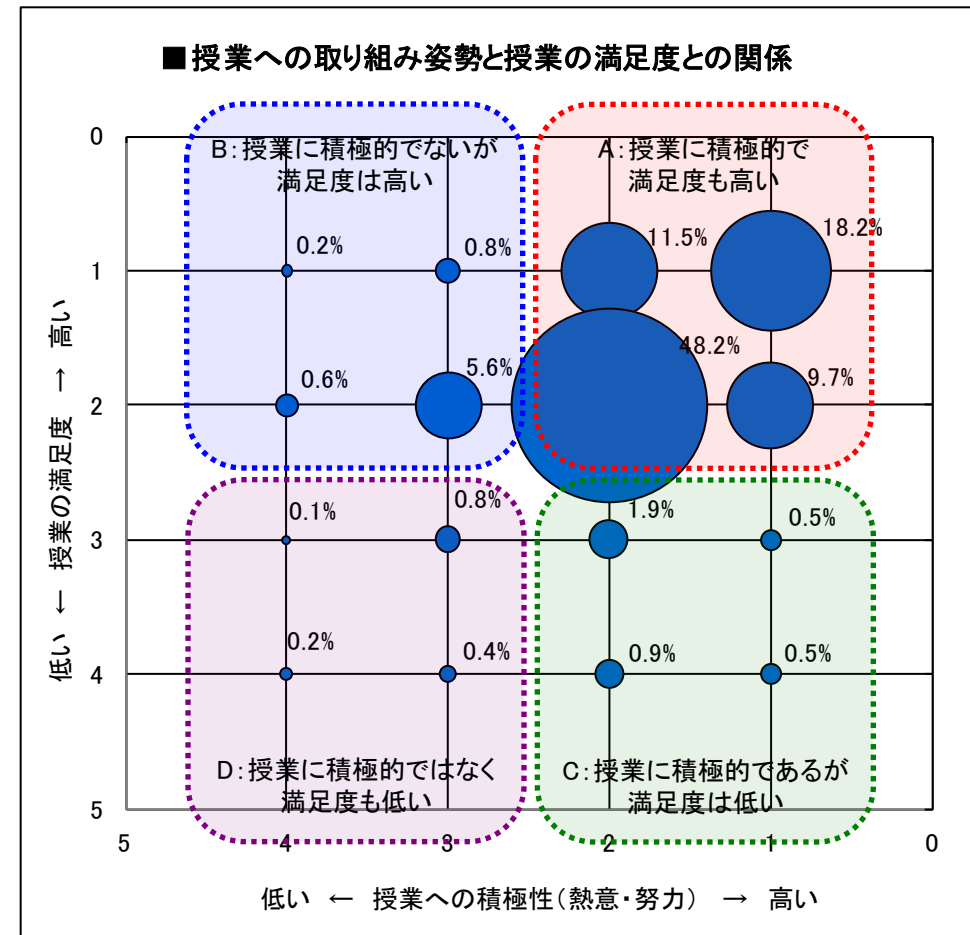 ■授業への取り組み姿勢と授業の満足度との関係
0
B:授業に積極的でないが
満足度は高い
A:授業に積極的で
満足度も高い
0.2%
0.8%
11.5%
18.2%
1
0.6%
5.6%
48.2%
9.7%
2
0.1%
0.8%
1.9%
0.5%
3
0.2%
0.4%
0.9%
0.5%
4
D:授業に積極的ではなく
満足度も低い
C:授業に積極的であるが
満足度は低い
5
5
4
3
2
1
0
低い ← 授業の満足度 → 高い
低い ← 授業への積極性(熱意・努力) → 高い